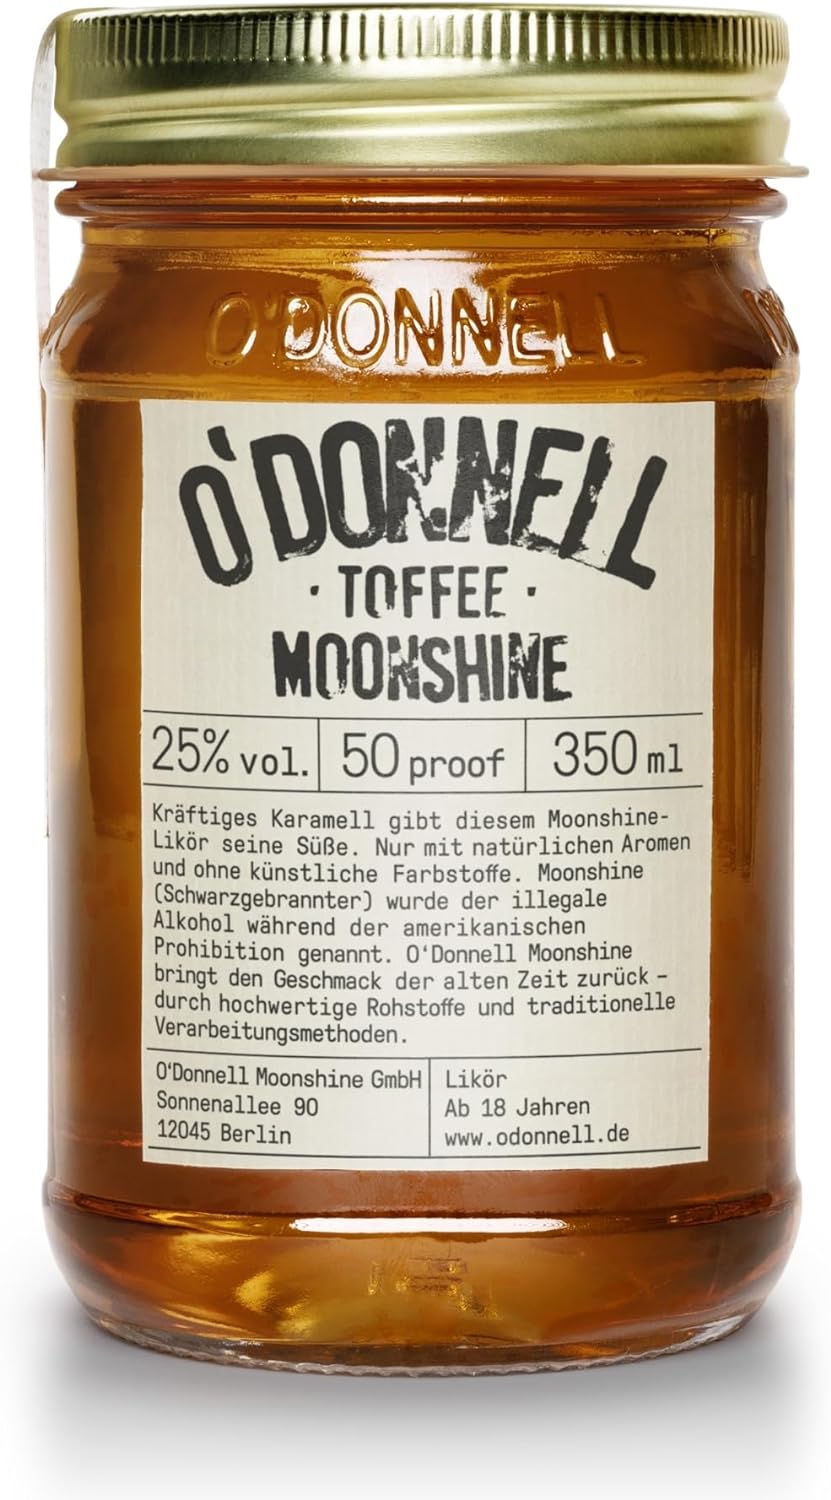 O'DONNELL
O'DONNELL
· TOFFEE ·
MOONSHINE
25% vol. 50 proof 350 ml
Kräftiges Karamell gibt diesem Moonshine-
Likör seine Süße. Nur mit natürlichen Aromen
und ohne künstliche Farbstoffe. Moonshine
(Schwarzgebrannter) wurde der illegale
Alkohol während der amerikanischen
Prohibition genannt. O'Donnell Moonshine
bringt den Geschmack der alten Zeit zurück –
durch hochwertige Rohstoffe und traditionelle
Verarbeitungsmethoden.
O'Donnell Moonshine GmbH
Sonnenallee 90
12045 Berlin
Likör
Ab 18 Jahren
www.odonnell.de